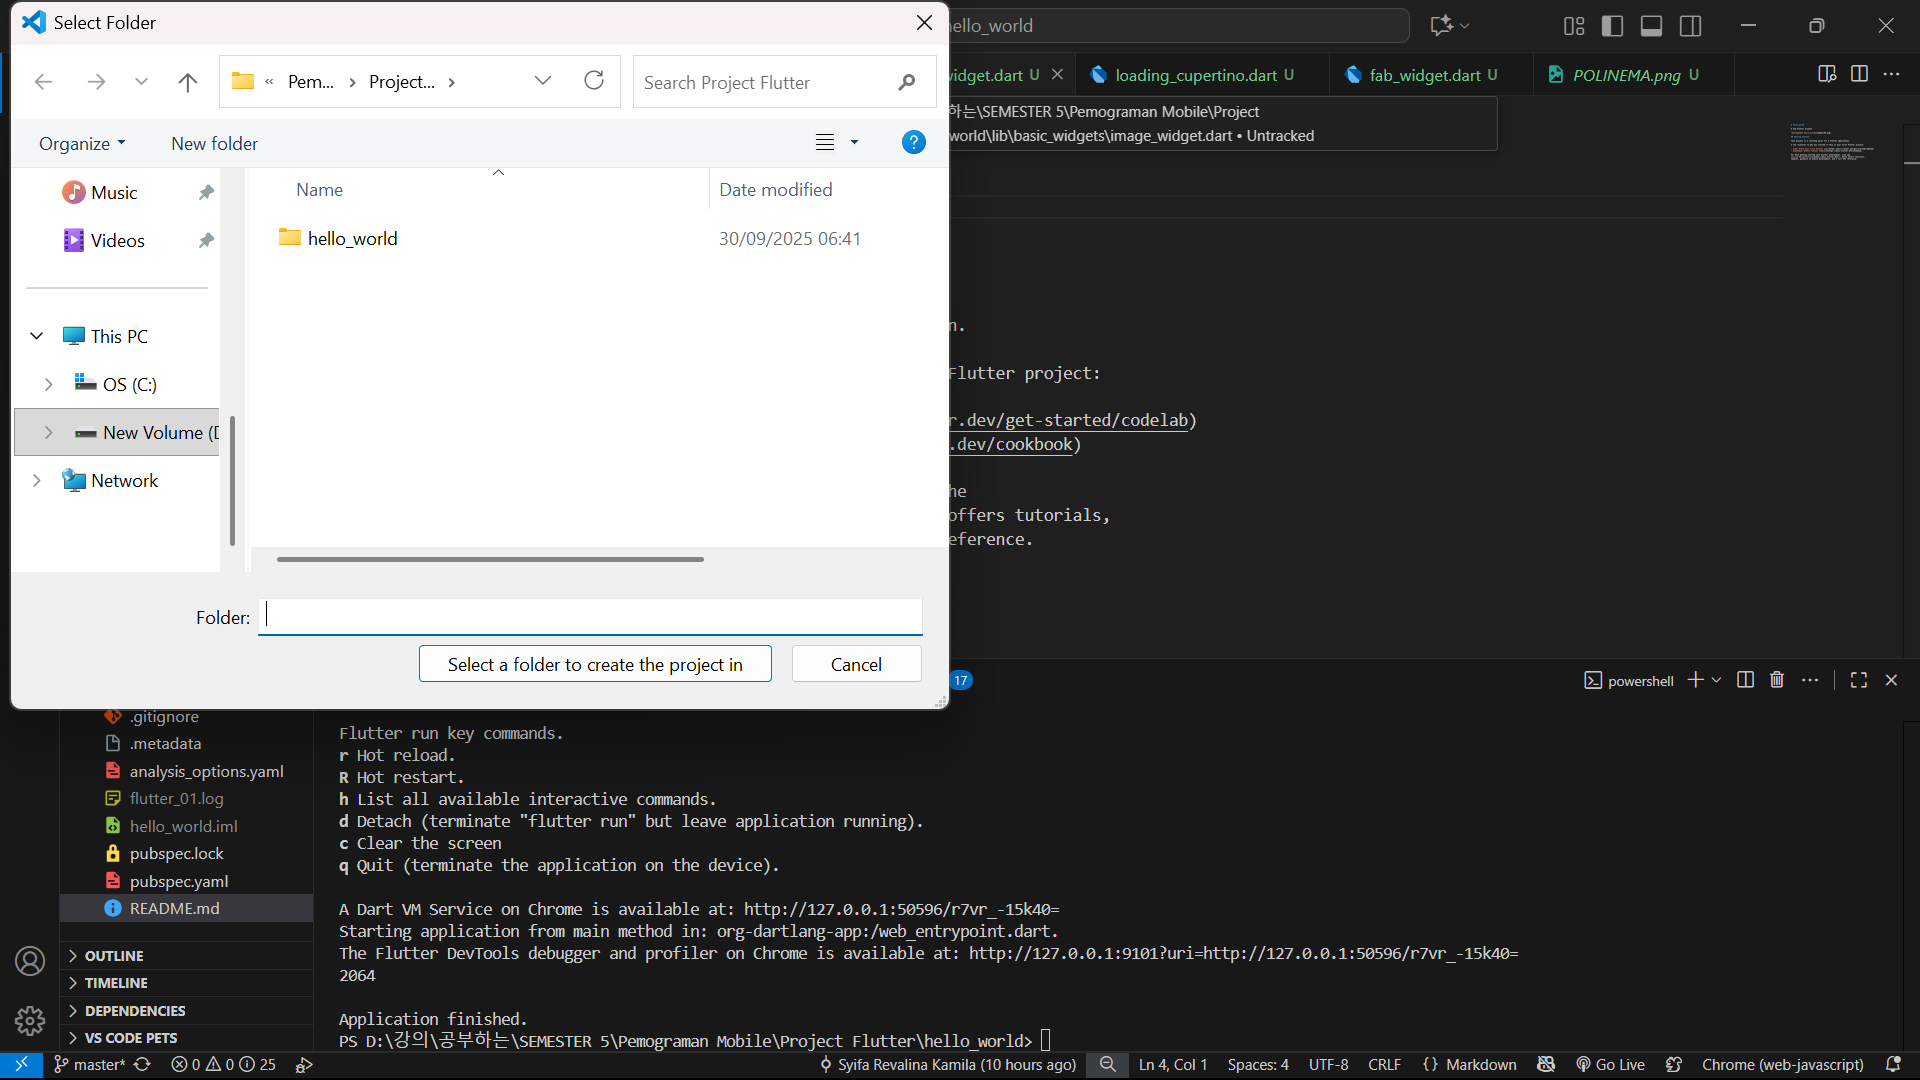 Select Folder
« Pem... › Project... ›
Search Project Flutter
Organize
New folder
Music
Videos
This PC
OS (C:)
New Volume (D
Network
Name
Date modified
hello_world
30/09/2025 06:41
Folder:
Select a folder to create the project in
Cancel
ello_world
idget.dart U
loading_cupertino.dart U
fab_widget.dart U
POLINEMA.png U
하는\SEMESTER 5\Pemograman Mobile\Project
world\lib\basic_widgets\image_widget.dart • Untracked
n.
Flutter project:
r.dev/get-started/codelab)
.dev/cookbook)
he
offers tutorials,
eference.
17
powershell
.gitignore
.metadata
analysis_options.yaml
flutter_01.log
hello_world.iml
pubspec.lock
pubspec.yaml
README.md
OUTLINE
TIMELINE
DEPENDENCIES
VS CODE PETS
Flutter run key commands.
r Hot reload.
R Hot restart.
h List all available interactive commands.
d Detach (terminate "flutter run" but leave application running).
c Clear the screen
q Quit (terminate the application on the device).
A Dart VM Service on Chrome is available at: http://127.0.0.1:50596/r7vr_-15k40=
Starting application from main method in: org-dartlang-app:/web_entrypoint.dart.
The Flutter DevTools debugger and profiler on Chrome is available at: http://127.0.0.1:9101?uri=http://127.0.0.1:50596/r7vr_-15k40=
2064
Application finished.
PS D:\강의\공부하는\SEMESTER 5\Pemograman Mobile\Project Flutter\hello_world>
master*
0 0 25
Syifa Revalina Kamila (10 hours ago)
Ln 4, Col 1
Spaces: 4
UTF-8
CRLF
{} Markdown
Go Live
Chrome (web-javascript)